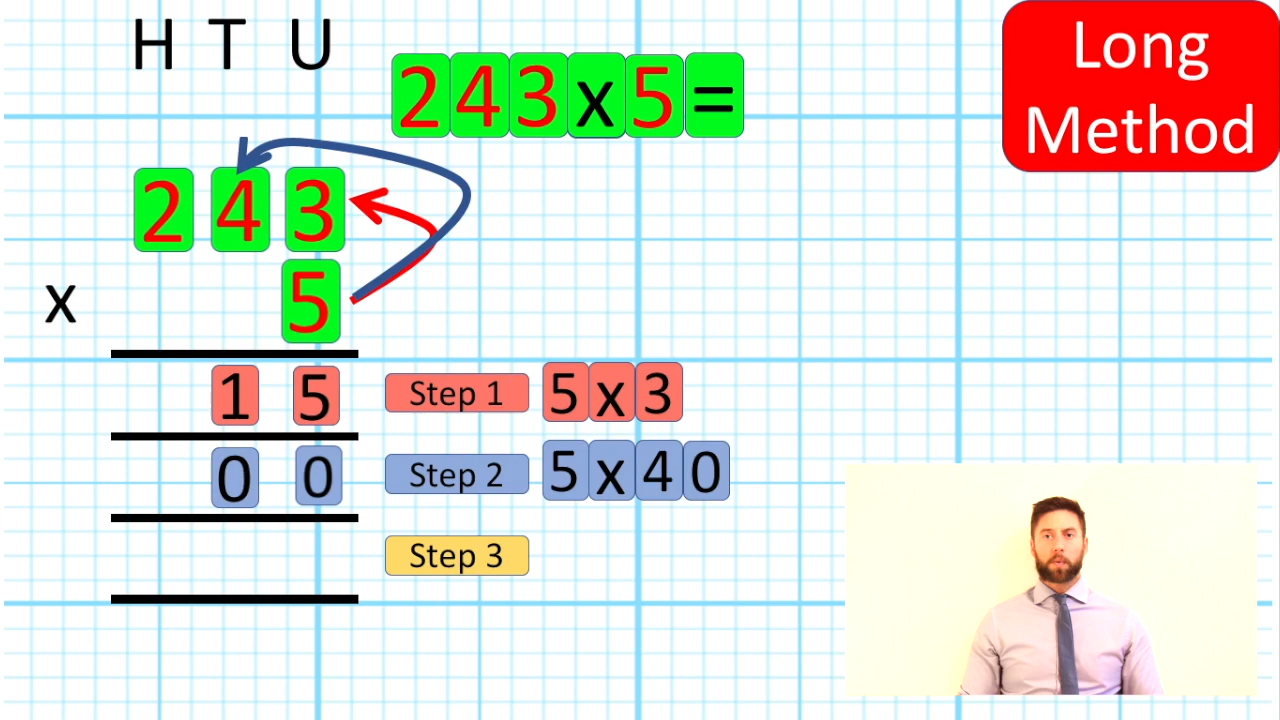 H T U
243x5=
Long
Method
2 4 3
x 5
1 5 Step 1 5x3
0 0 Step 2 5x40
Step 3